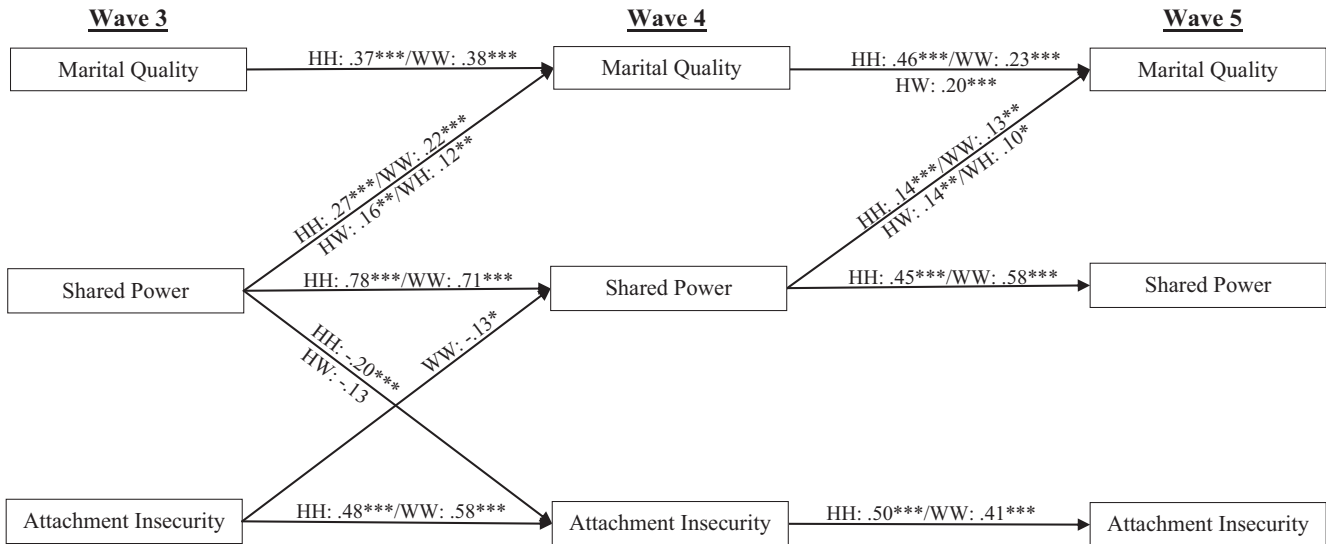 Wave 3
Wave 4
Wave 5
Marital Quality
HH: .37***/WW: .38***
Marital Quality
HH: .46***/WW: .23***
HW: .20***
Marital Quality
HH: .27***/WW: .22***
HW: .16**/WH: .12**
HH: .14***/WW: .13**
HW: .14**/WH: .10*
Shared Power
HH: .78***/WW: .71***
Shared Power
HH: .45***/WW: .58***
Shared Power
HH: -.20***
HW: -.13
WW: -.13*
Attachment Insecurity
HH: .48***/WW: .58***
Attachment Insecurity
HH: .50***/WW: .41***
Attachment Insecurity